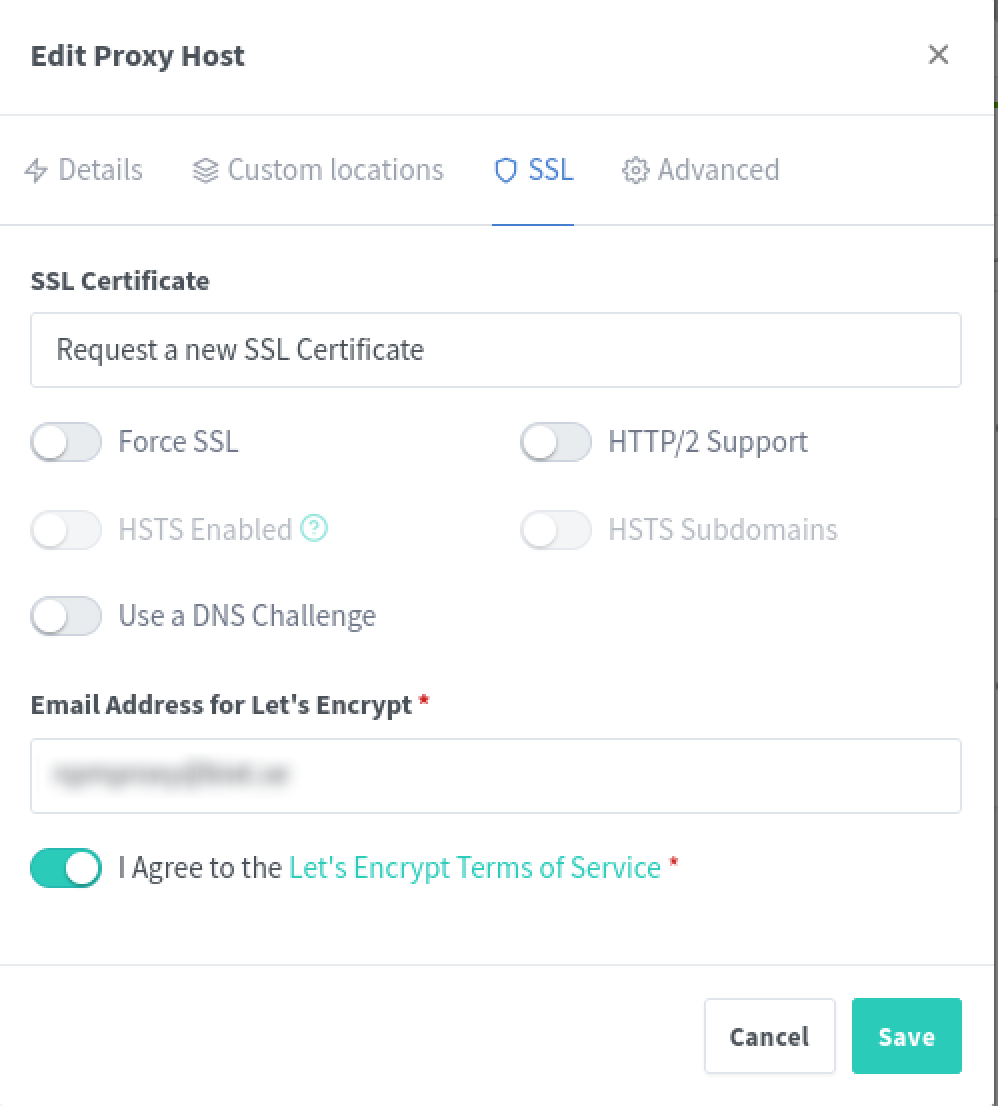 Edit Proxy Host
Details Custom locations SSL Advanced
SSL Certificate
Request a new SSL Certificate
Force SSL HTTP/2 Support
HSTS Enabled ? HSTS Subdomains
Use a DNS Challenge
Email Address for Let's Encrypt *
I Agree to the Let's Encrypt Terms of Service *
Cancel Save